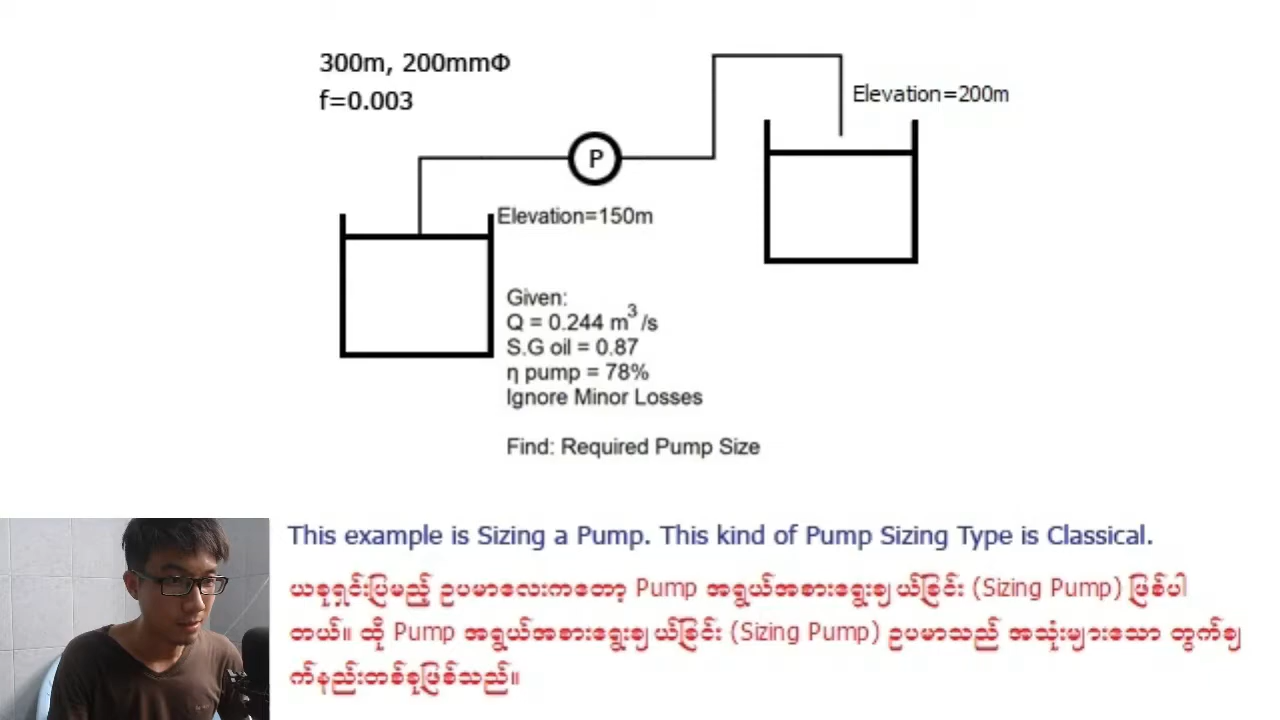 300m, 200mmΦ
f=0.003
Elevation=200m
P
Elevation=150m
Given:
Q = 0.244 m³/s
S.G oil = 0.87
η pump = 78%
Ignore Minor Losses
Find: Required Pump Size
This example is Sizing a Pump. This kind of Pump Sizing Type is Classical.
ယခုရှင်းပြမည့် ဥပမာလေးကတော့ Pump အရွယ်အစားရွေးချယ်ခြင်း (Sizing Pump) ဖြစ်ပါ
တယ်။ ထို Pump အရွယ်အစားရွေးချယ်ခြင်း (Sizing Pump) ဥပမာသည် အသုံးများသော တွက်ချ
က်နည်းတစ်ခုဖြစ်သည်။